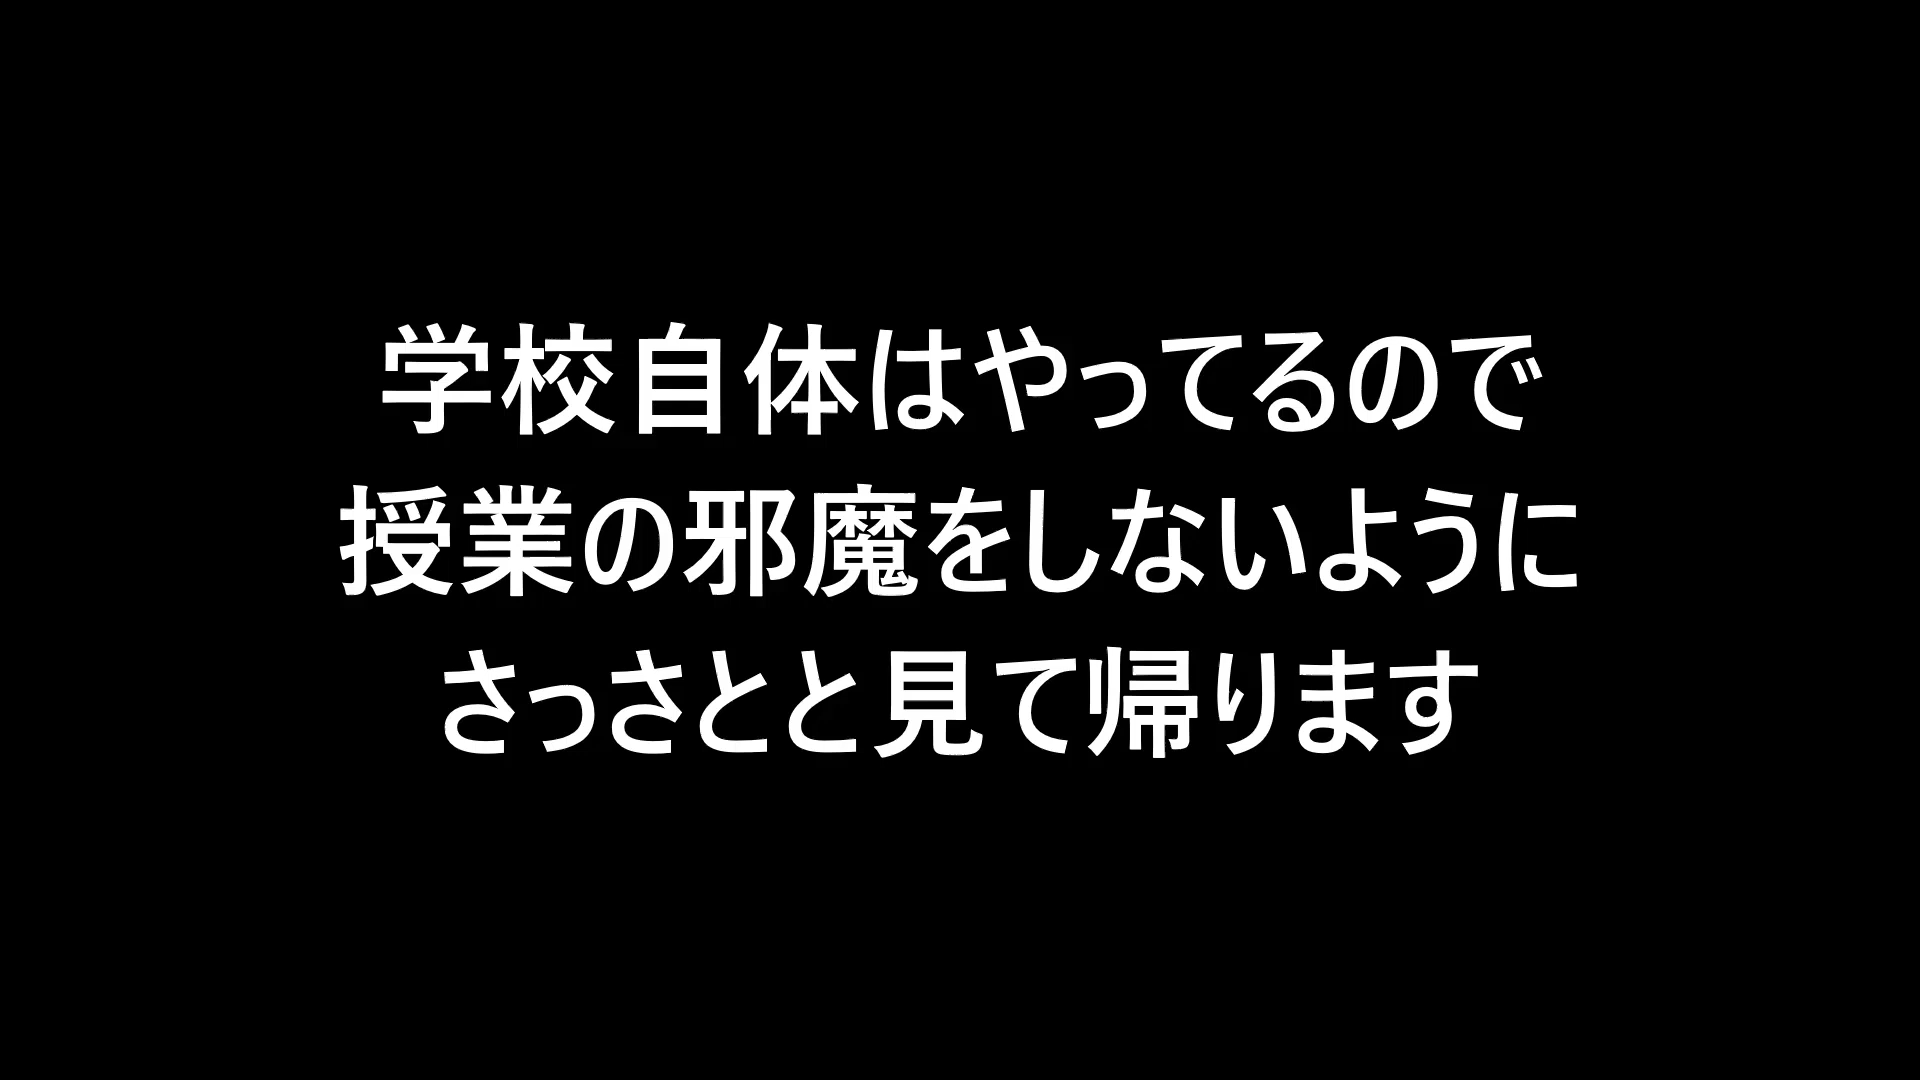 学校自体はやってるので
授業の邪魔をしないように
さっさとと見て帰ります